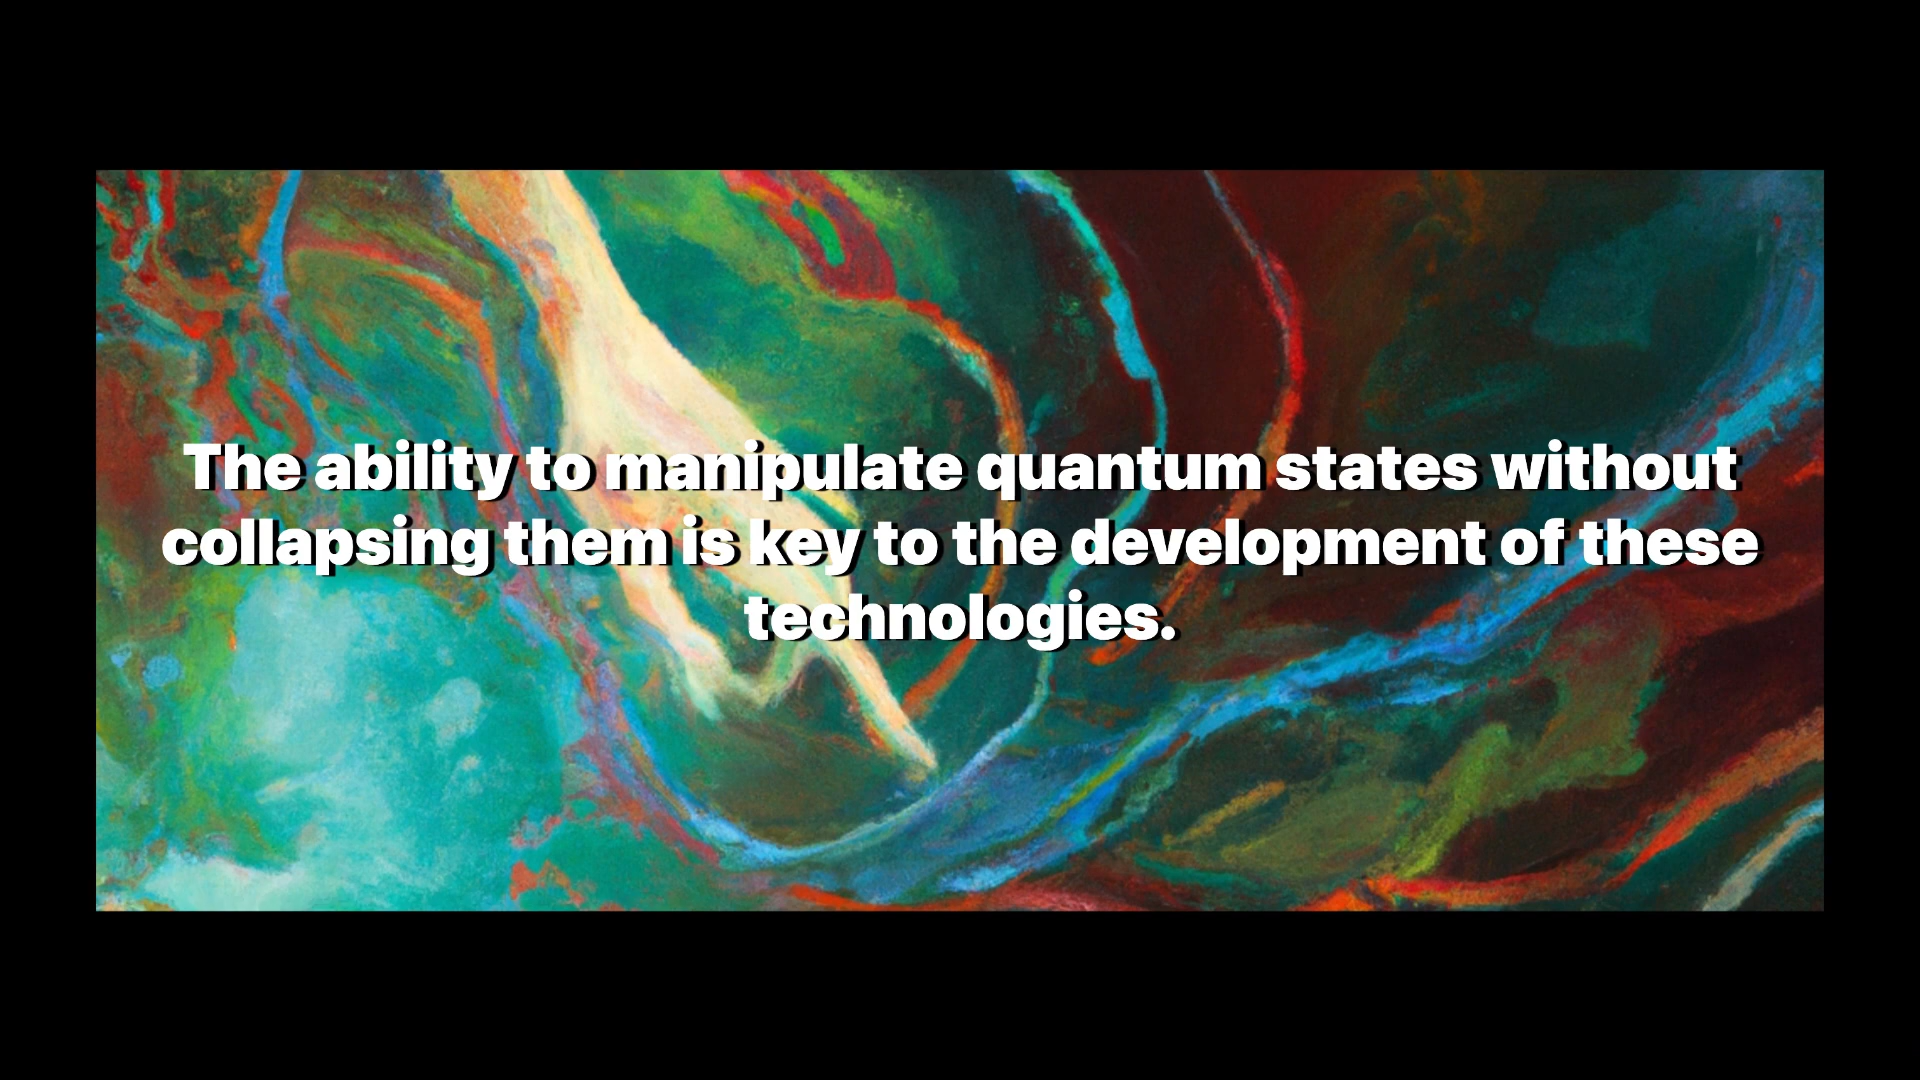 The ability to manipulate quantum states without
collapsing them is key to the development of these
technologies.